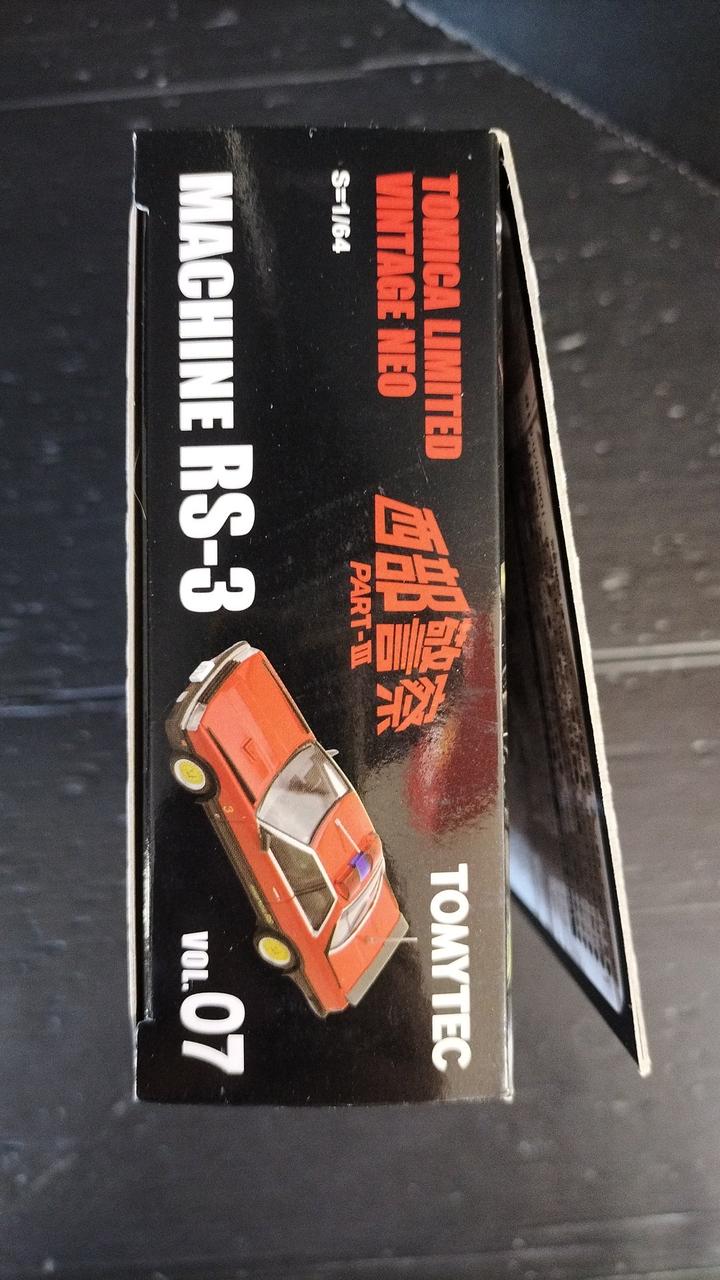 TOMICA LIMITED
VINTAGE NEO
S=1/64
西部警察
PART-III
TOMYTEC
MACHINE RS-3
VOL.07